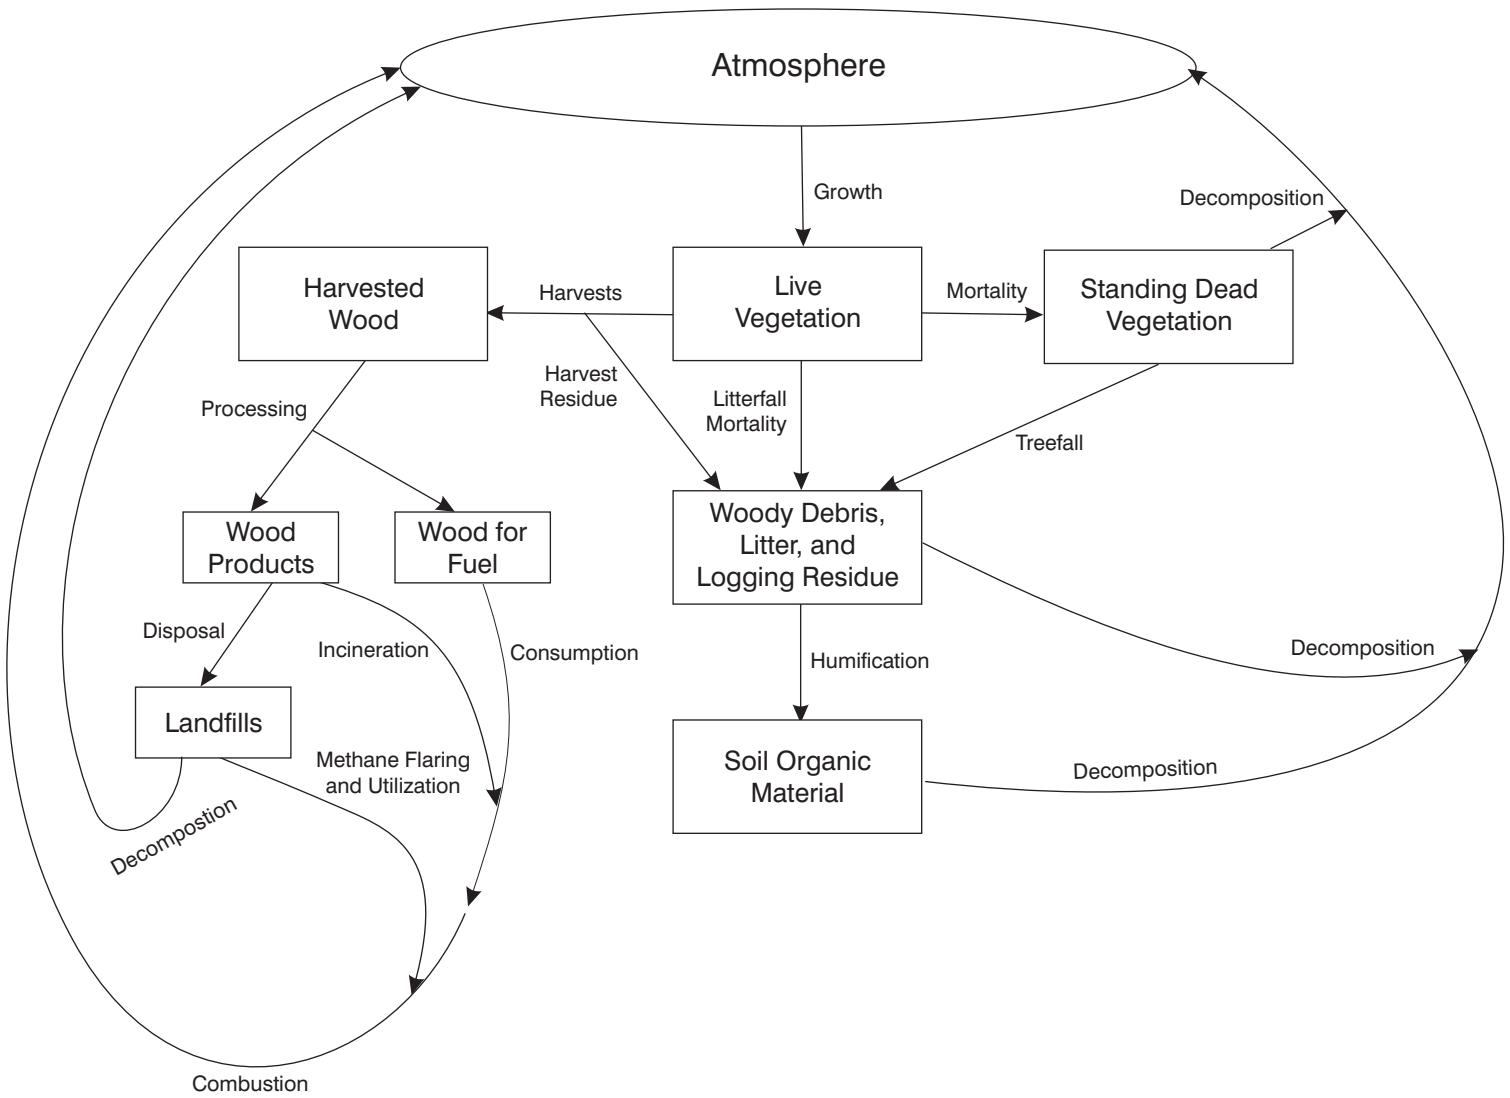 Atmosphere
Growth
Decomposition
Harvested
Wood
Harvests
Live
Vegetation
Mortality
Standing Dead
Vegetation
Harvest
Residue
Litterfall
Mortality
Processing
Treefall
Wood
Products
Wood for
Fuel
Woody Debris,
Litter, and
Logging Residue
Disposal
Incineration
Consumption
Humification
Decomposition
Landfills
Methane Flaring
and Utilization
Soil Organic
Material
Decomposition
Decompostion
Combustion